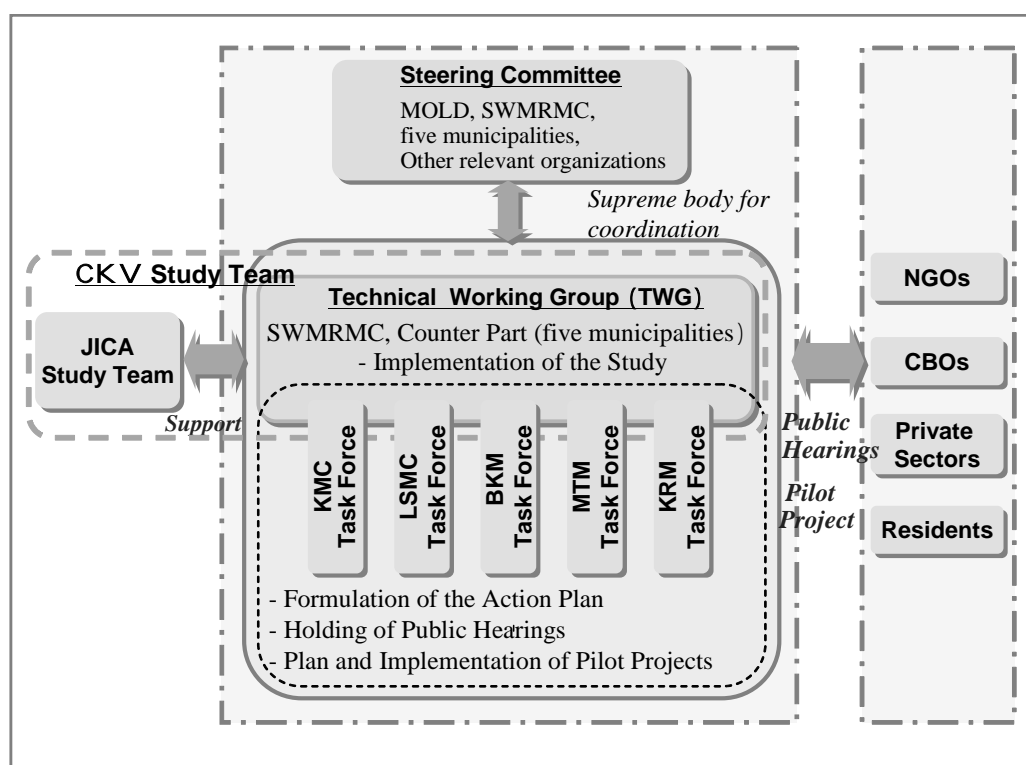 Steering Committee
MOLD, SWMRMC,
five municipalities,
Other relevant organizations
Supreme body for
coordination
CKV Study Team
JICA
Study Team
Support
Technical Working Group (TWG)
SWMRMC, Counter Part (five municipalities)
- Implementation of the Study
KMC
Task Force
LSMC
Task Force
BKM
Task Force
MTM
Task Force
KRM
Task Force
- Formulation of the Action Plan
- Holding of Public Hearings
- Plan and Implementation of Pilot Projects
Public
Hearings
Pilot
Project
NGOs
CBOs
Private
Sectors
Residents